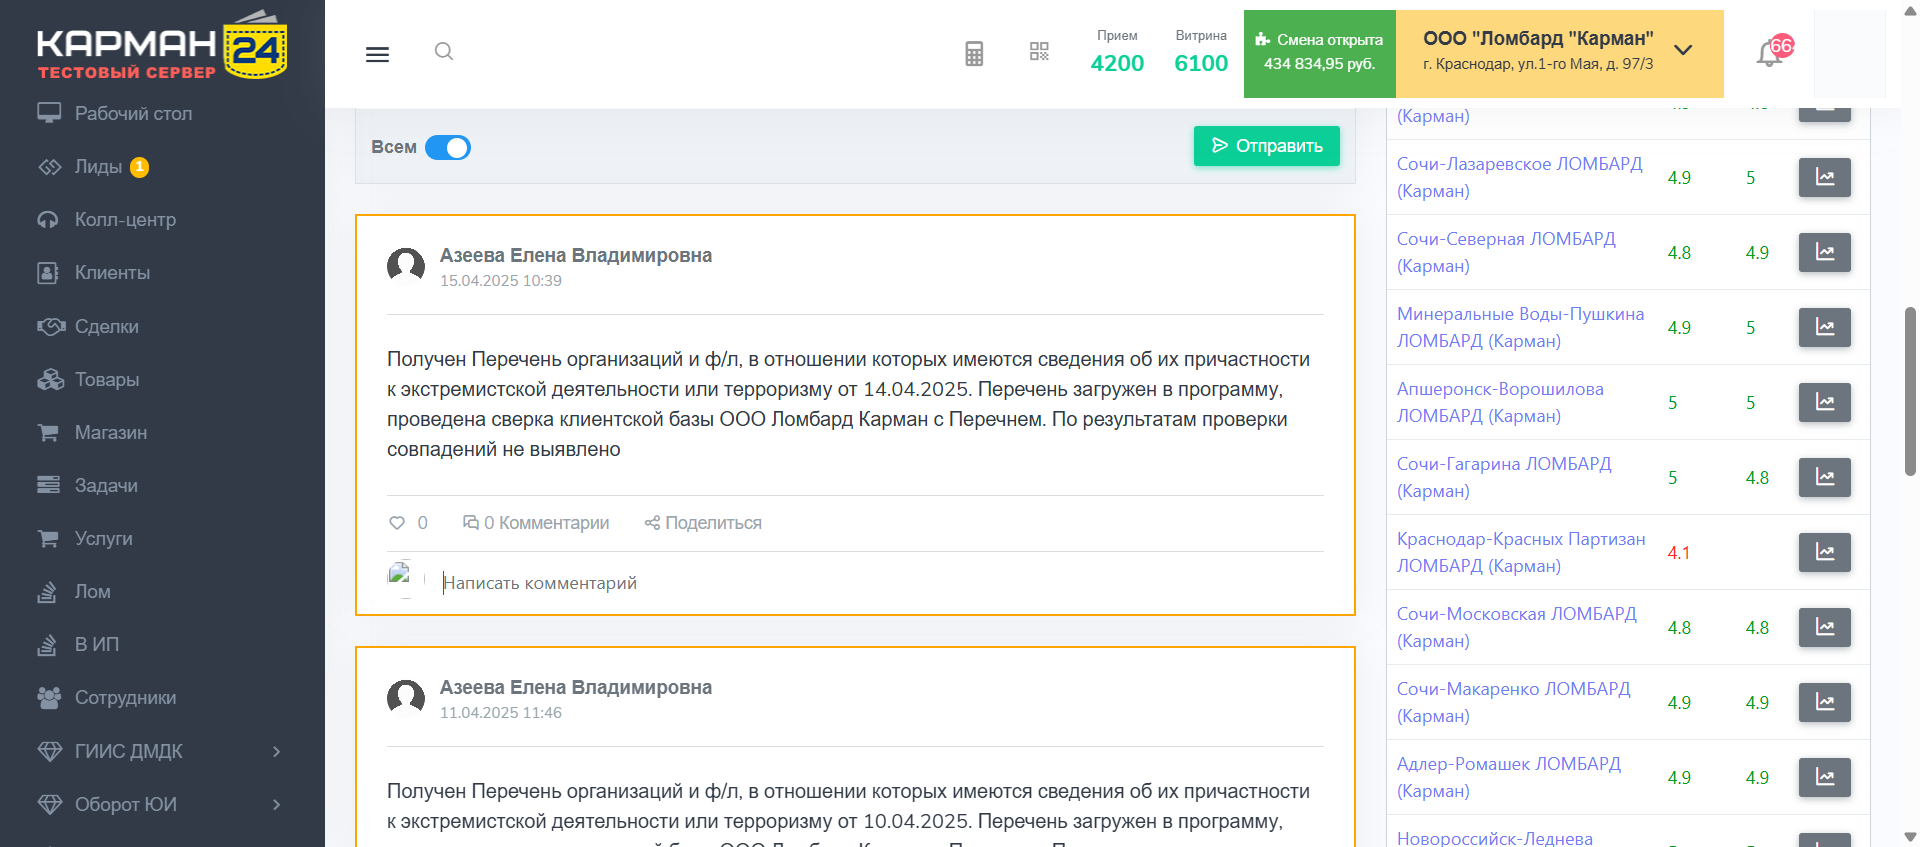 КАРМАН 24
ТЕСТОВЫЙ СЕРВЕР
Рабочий стол
Лиды 1
Колл-центр
Клиенты
Сделки
Товары
Магазин
Задачи
Услуги
Лом
В ИП
Сотрудники
ГИИС ДМДК
Оборот ЮИ
Прием
4200
Витрина
6100
Смена открыта
434 834,95 руб.
ООО "Ломбард "Карман"
г. Краснодар, ул.1-го Мая, д. 97/3
Всем
Отправить
Азеева Елена Владимировна
15.04.2025 10:39
Получен Перечень организаций и ф/л, в отношении которых имеются сведения об их причастности
к экстремистской деятельности или терроризму от 14.04.2025. Перечень загружен в программу,
проведена сверка клиентской базы ООО Ломбард Карман с Перечнем. По результатам проверки
совпадений не выявлено
0
0 Комментарии
Поделиться
Написать комментарий
Азеева Елена Владимировна
11.04.2025 11:46
Получен Перечень организаций и ф/л, в отношении которых имеются сведения об их причастности
к экстремистской деятельности или терроризму от 10.04.2025. Перечень загружен в программу,
(Карман)
Сочи-Лазаревское ЛОМБАРД
(Карман)
4.9
5
Сочи-Северная ЛОМБАРД
(Карман)
4.8
4.9
Минеральные Воды-Пушкина
ЛОМБАРД (Карман)
4.9
5
Апшеронск-Ворошилова
ЛОМБАРД (Карман)
5
5
Сочи-Гагарина ЛОМБАРД
(Карман)
5
4.8
Краснодар-Красных Партизан
ЛОМБАРД (Карман)
4.1
Сочи-Московская ЛОМБАРД
(Карман)
4.8
4.8
Сочи-Макаренко ЛОМБАРД
(Карман)
4.9
4.9
Адлер-Ромашек ЛОМБАРД
(Карман)
4.9
4.9
Новороссийск-Леднева